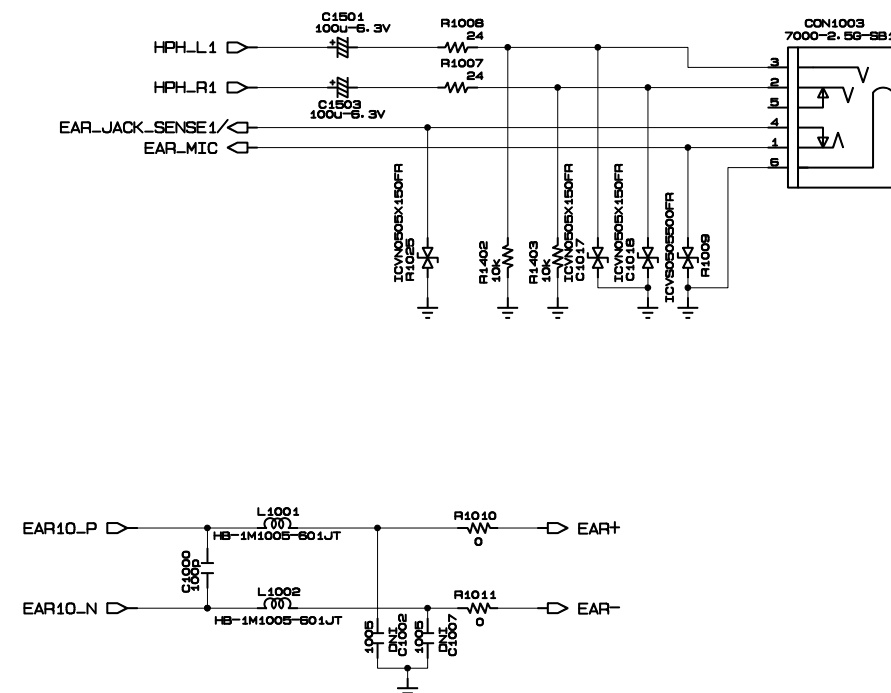 C1501
100u-6.3V
HPH_L1
R1008
24
CON1003
7000-2.5G-SB1
HPH_R1
C1503
100u-6.3V
R1007
24
EAR_JACK_SENSE1/
EAR_MIC
3
2
5
4
1
6
ICVN0505X150FR
R1025
R1402
10k
R1403
10k
ICVN0505X150FR
C1017
ICVN0505X150FR
C1018
ICVS0505500FR
R1009
EAR10_P
L1001
HB-1M1005-601JT
R1010
0
EAR+
C1000
100p
EAR10_N
L1002
HB-1M1005-601JT
R1011
0
EAR-
1005
DNI
C1002
1005
DNI
C1007